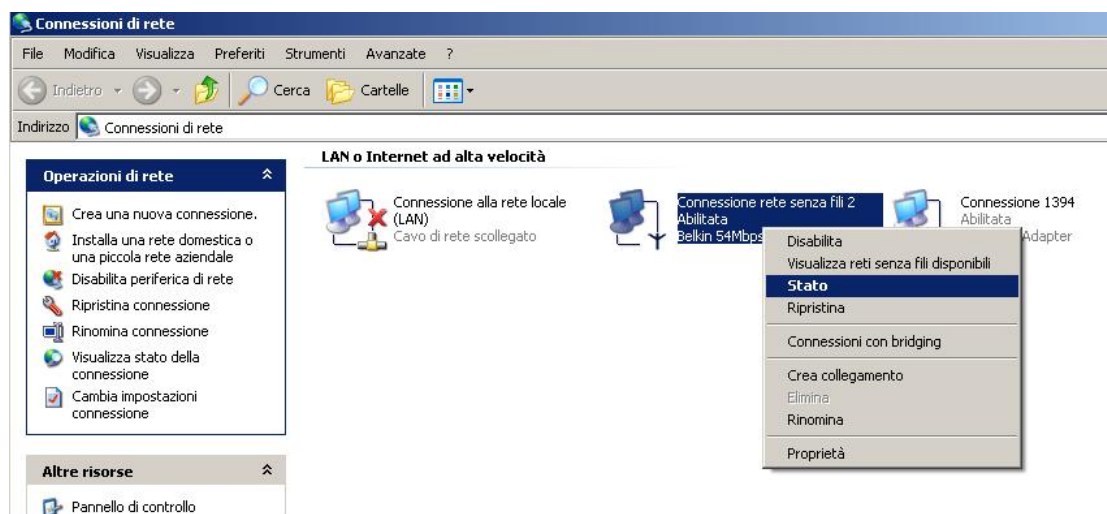 Connessioni di rete
File Modifica Visualizza Preferiti Strumenti Avanzate ?
Indietro Cerca Cartelle
Indirizzo Connessioni di rete
Operazioni di rete
Crea una nuova connessione.
Installa una rete domestica o
una piccola rete aziendale
Disabilita periferica di rete
Ripristina connessione
Rinomina connessione
Visualizza stato della
connessione
Cambia impostazioni
connessione
Altre risorse
Pannello di controllo
LAN o Internet ad alta velocità
Connessione alla rete locale
(LAN)
Cavo di rete scollegato
Connessione rete senza fili 2
Abilitata
Belkin 54Mbps
Connessione 1394
Abilitata
Adapter
Disabilita
Visualizza reti senza fili disponibili
Stato
Ripristina
Connessioni con bridging
Crea collegamento
Elimina
Rinomina
Proprietà